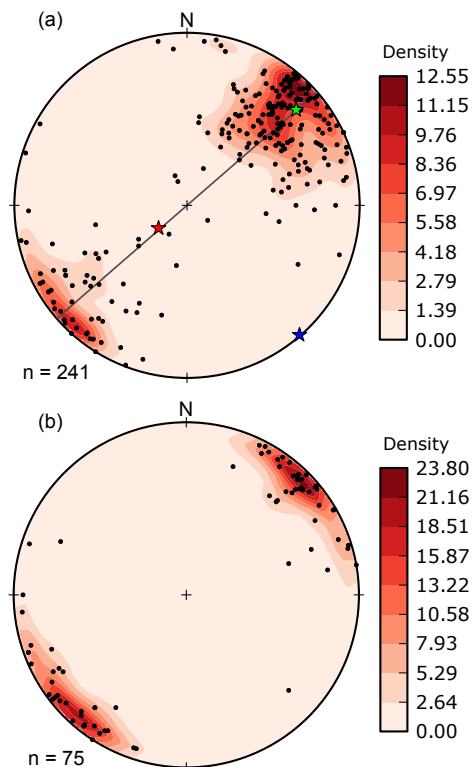 (a)
N
Density
12.55
11.15
9.76
8.36
6.97
5.58
4.18
2.79
1.39
0.00
n = 241
(b)
N
Density
23.80
21.16
18.51
15.87
13.22
10.58
7.93
5.29
2.64
0.00
n = 75